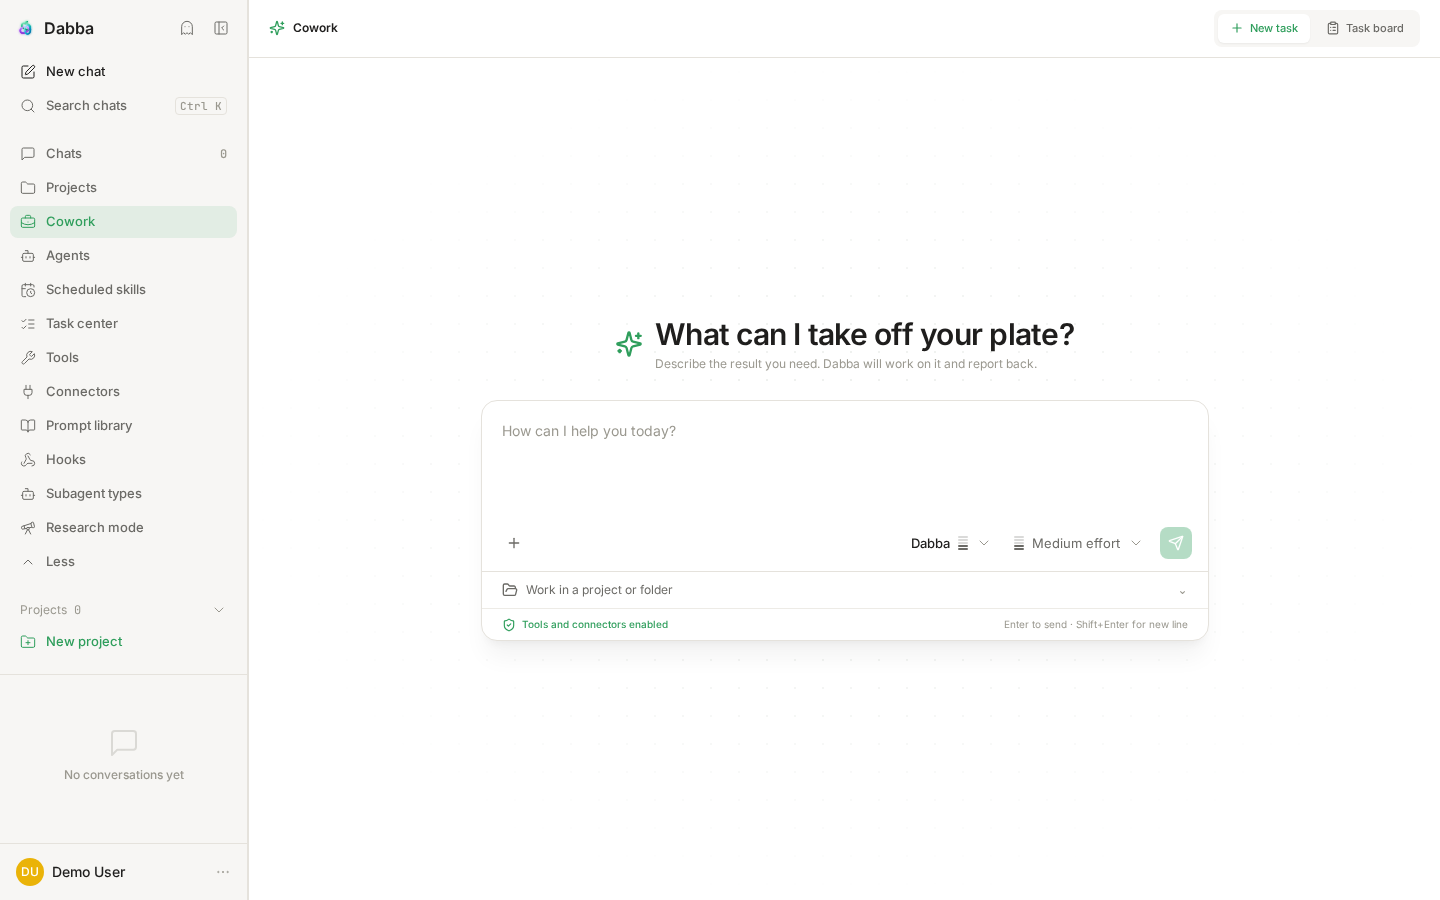 Dabba
New chat
Search chats
Ctrl K
Chats
0
Projects
Cowork
Agents
Scheduled skills
Task center
Tools
Connectors
Prompt library
Hooks
Subagent types
Research mode
Less
Projects 0
New project
No conversations yet
DU
Demo User
Cowork
New task
Task board
What can I take off your plate?
Describe the result you need. Dabba will work on it and report back.
How can I help you today?
Dabba
Medium effort
Work in a project or folder
Tools and connectors enabled
Enter to send · Shift+Enter for new line